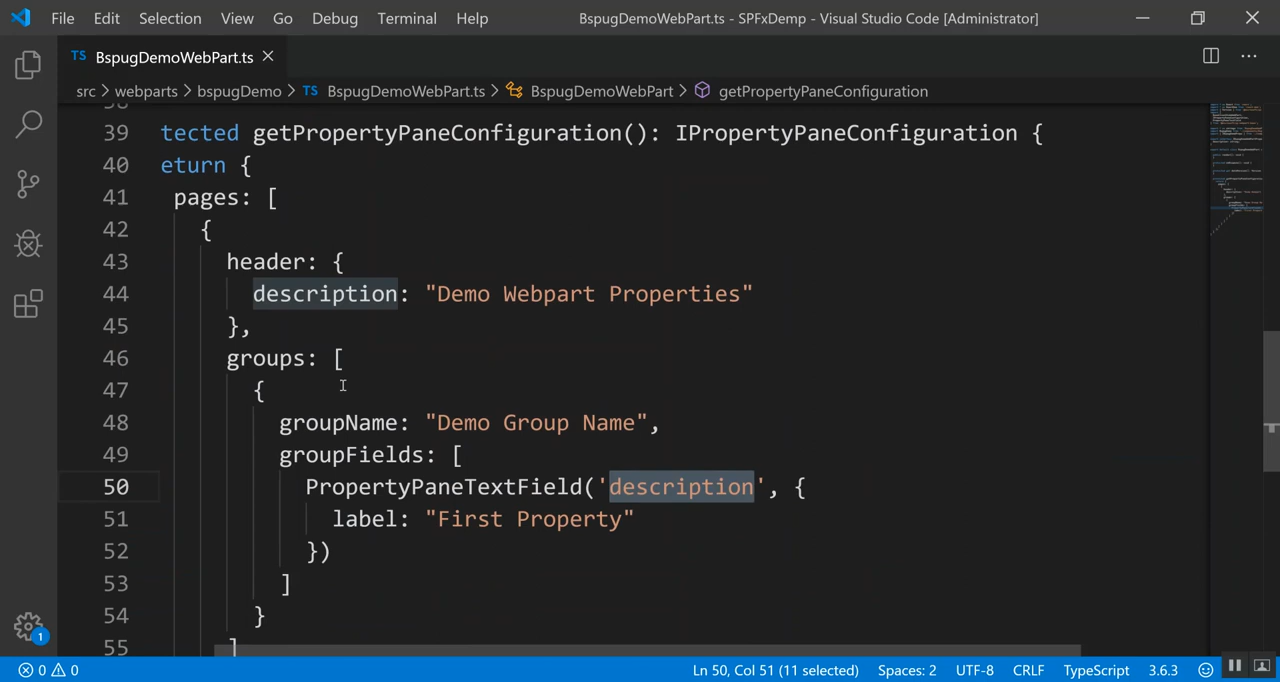 File Edit Selection View Go Debug Terminal Help BspugDemoWebPart.ts - SPFxDemp - Visual Studio Code [Administrator]
TS BspugDemoWebPart.ts
src > webparts > bspugDemo > TS BspugDemoWebPart.ts > BspugDemoWebPart > getPropertyPaneConfiguration
39 tected getPropertyPaneConfiguration(): IPropertyPaneConfiguration {
40 eturn {
41 pages: [
42 {
43 header: {
44 description: "Demo Webpart Properties"
45 },
46 groups: [
47 {
48 groupName: "Demo Group Name",
49 groupFields: [
50 PropertyPaneTextField('description', {
51 label: "First Property"
52 })
53 ]
54 }
55 ]
1
0 0 Ln 50, Col 51 (11 selected) Spaces: 2 UTF-8 CRLF TypeScript 3.6.3